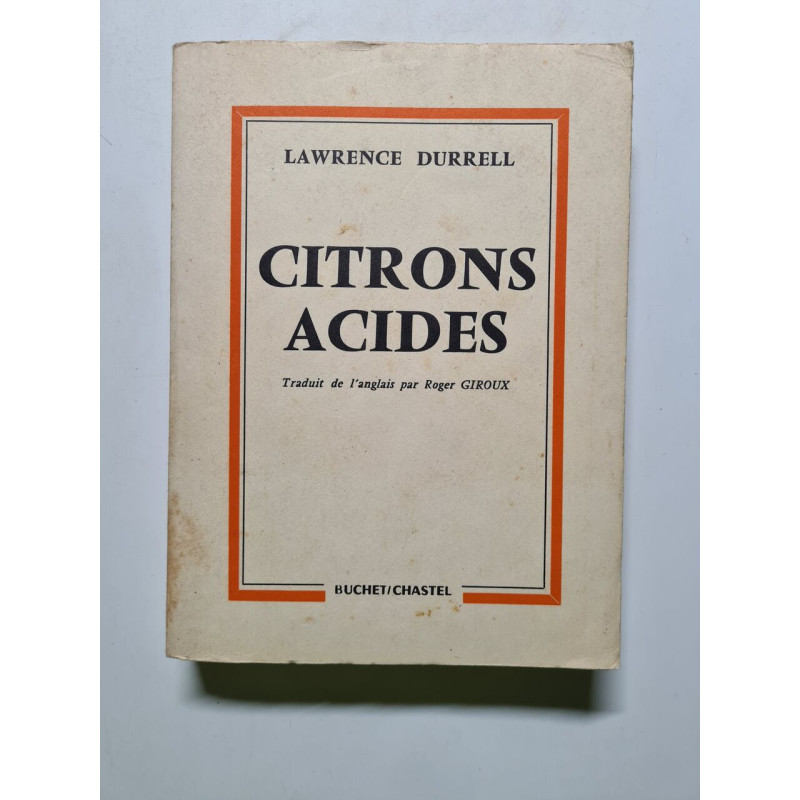 LAWRENCE DURRELL
CITRONS
ACIDES
Traduit de l'anglais par Roger GIROUX
BUCHET/CHASTEL